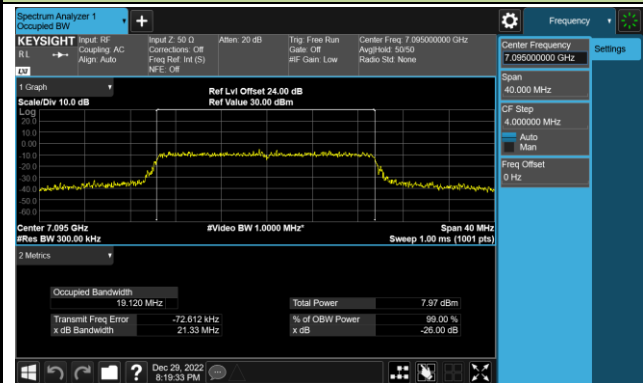 Spectrum Analyzer 1
Occupied BW
+
Frequency
KEYSIGHT
RL
LXI
Input: RF
Coupling: AC
Align: Auto
Input Z: 50 Ω
Corrections: Off
Freq Ref: Int (S)
NFE: Off
Atten: 20 dB
Trig: Free Run
Gate: Off
#IF Gain: Low
Center Freq: 7.095000000 GHz
Avg|Hold: 50/50
Radio Std: None
Center Frequency
7.095000000 GHz
Settings
Span
40.000 MHz
CF Step
4.000000 MHz
Auto
Man
Freq Offset
0 Hz
1 Graph
Scale/Div 10.0 dB
Ref Lvl Offset 24.00 dB
Ref Value 30.00 dBm
Log
20.0
10.0
0.00
-10.0
-20.0
-30.0
-40.0
-50.0
-60.0
Center 7.095 GHz
#Res BW 300.00 kHz
#Video BW 1.0000 MHz*
Span 40 MHz
Sweep 1.00 ms (1001 pts)
2 Metrics
Occupied Bandwidth
19.120 MHz
Total Power 7.97 dBm
Transmit Freq Error -72.612 kHz
% of OBW Power 99.00 %
x dB Bandwidth 21.33 MHz
x dB -26.00 dB
?
Dec 29, 2022
8:19:33 PM